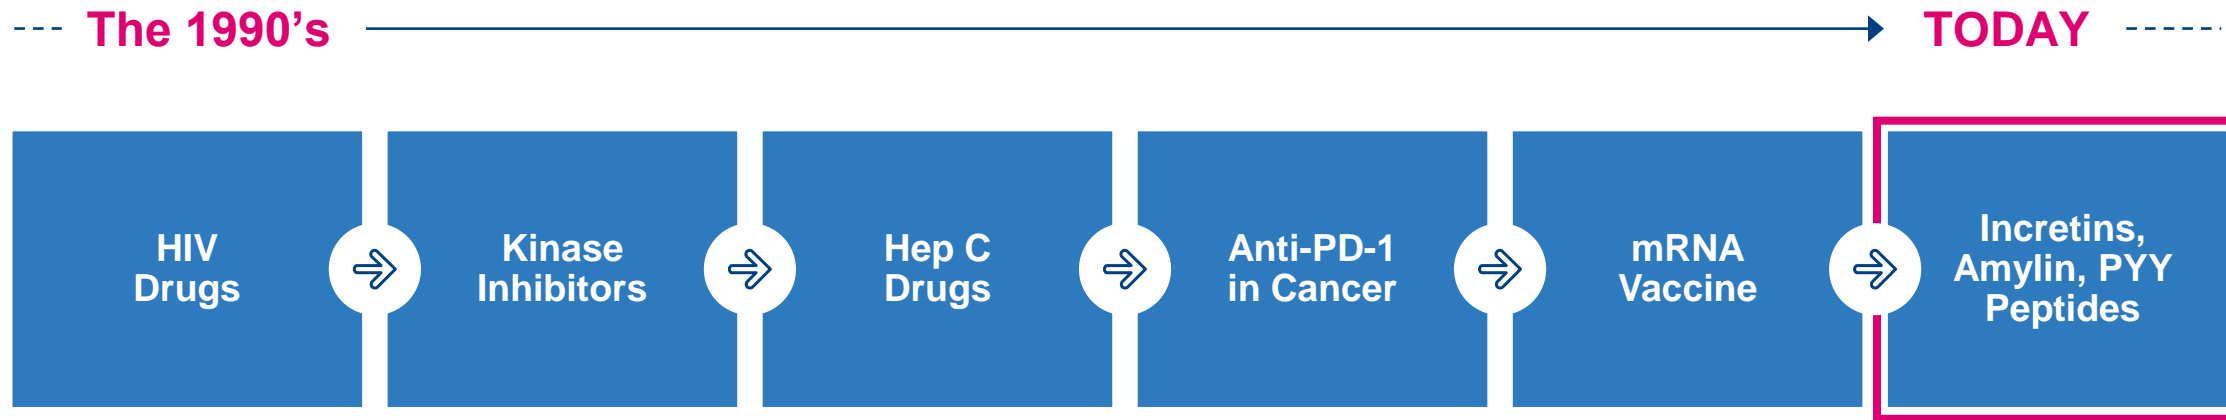 The 1990’s
TODAY
HIV
Drugs
Kinase
Inhibitors
Hep C
Drugs
Anti-PD-1
in Cancer
mRNA
Vaccine
Incretins,
Amylin, PYY
Peptides